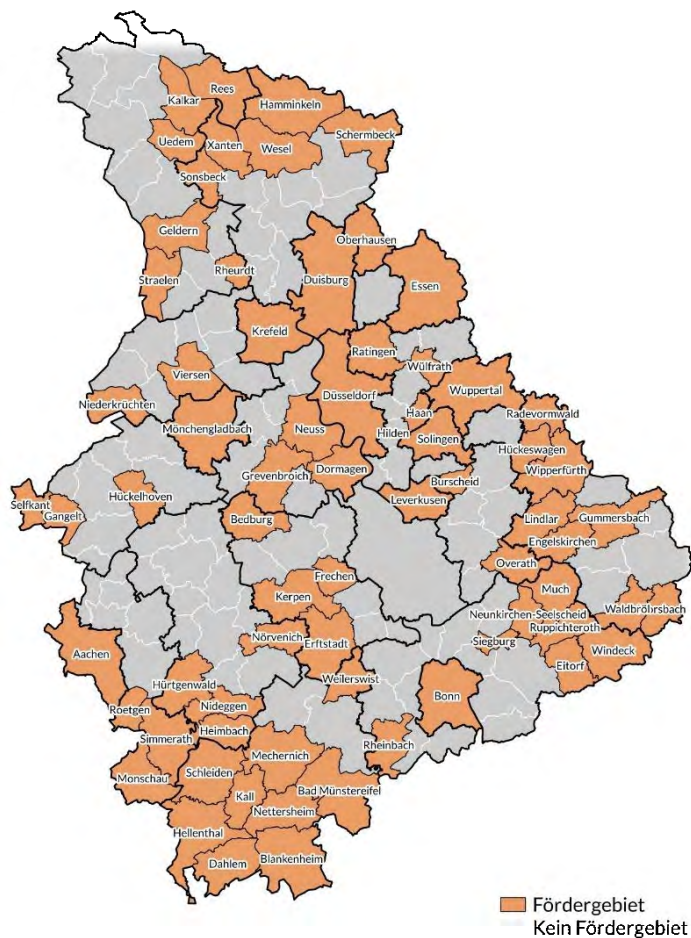 Rees
Kalkar
Hamminkeln
Schermbeck
Uedem
Xanten
Wesel
Sonsbeck
Geldern
Oberhausen
Straelen
Rheurdt
Duisburg
Essen
Krefeld
Ratingen
Wülfrath
Viersen
Wuppertal
Düsseldorf
Niederkrüchten
Haan
Radevormwald
Mönchengladbach
Neuss
Hilden
Solingen
Hückeswagen
Wipperfürth
Grevenbroich
Dormagen
Burscheid
Hückelhoven
Leverkusen
Selfkant
Gangelt
Bedburg
Lindlar
Gummersbach
Engelskirchen
Overath
Frechen
Kerpen
Much
Neunkirchen-Seelscheid
Waldbröl
Ruppichteroth
Nörvenich
Erftstadt
Siegburg
Aachen
Windeck
Eitorf
Weilerswist
Hürtgenwald
Bonn
Nideggen
Roetgen
Heimbach
Simmerath
Rheinbach
Mechernich
Schleiden
Monschau
Kall
Bad Münstereifel
Nettersheim
Hellenthal
Dahlem
Blankenheim
Fördergebiet
Kein Fördergebiet